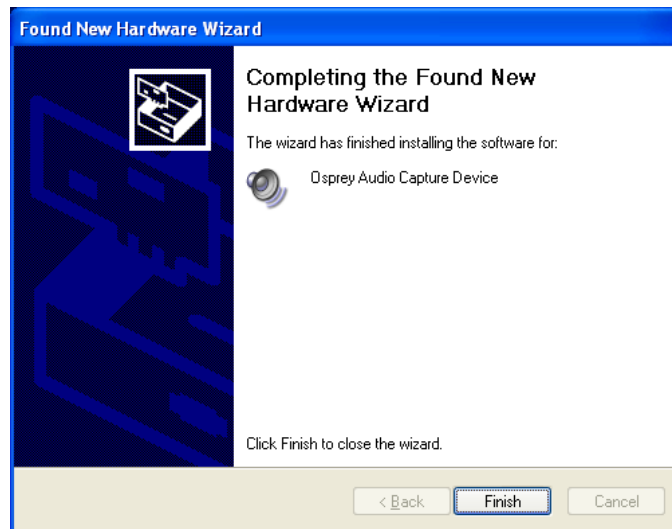 Found New Hardware Wizard
Completing the Found New
Hardware Wizard
The wizard has finished installing the software for:
Osprey Audio Capture Device
Click Finish to close the wizard.
< Back
Finish
Cancel